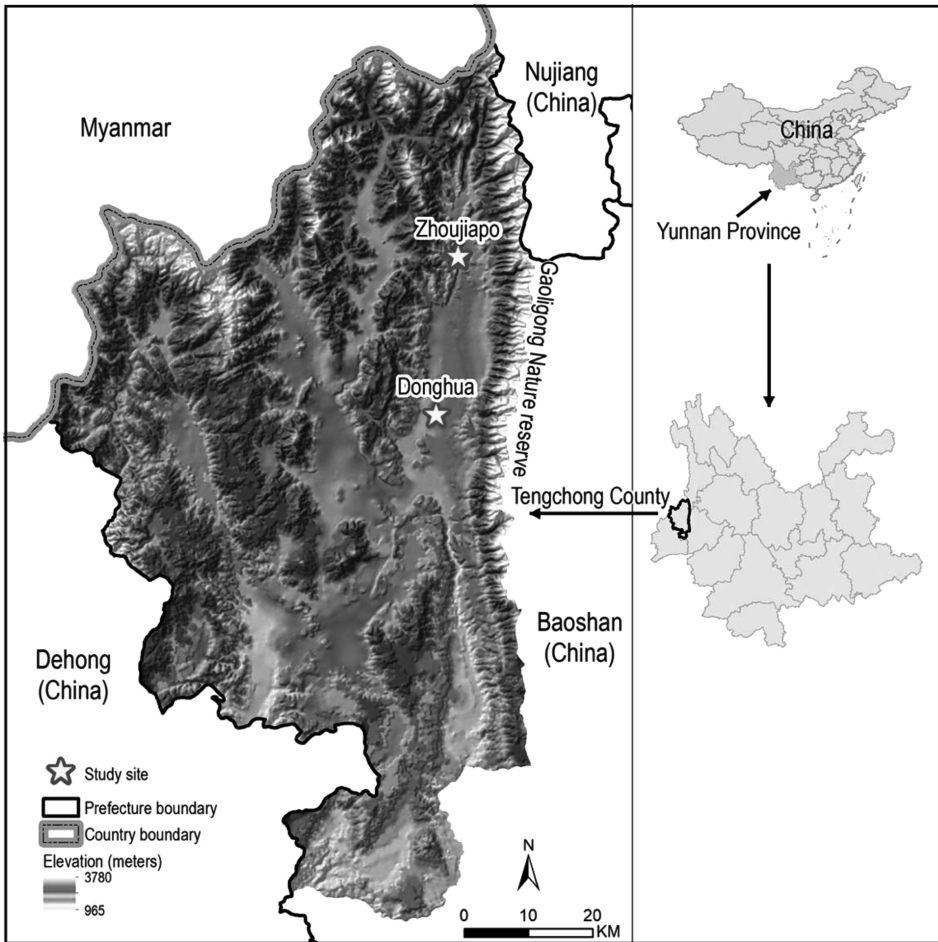 Myanmar
Nujiang
(China)
Zhoujiapo
Gaoligong Nature reserve
Donghua
Tengchong County
Baoshan
(China)
Dehong
(China)
Study site
Prefecture boundary
Country boundary
Elevation (meters)
3780
965
N
0 10 20
KM
China
Yunnan Province